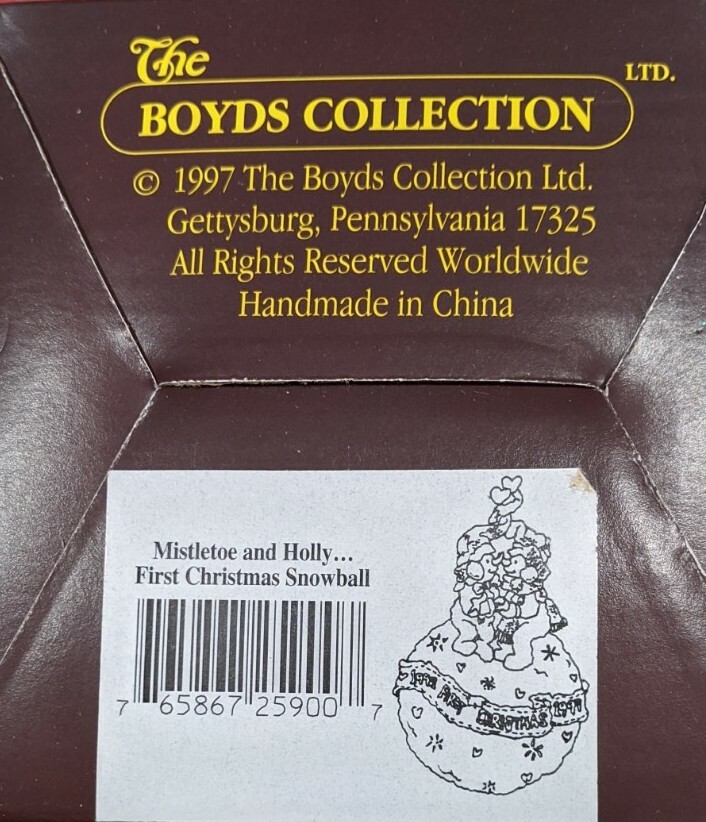 The
BOYDS COLLECTION LTD.
© 1997 The Boyds Collection Ltd.
Gettysburg, Pennsylvania 17325
All Rights Reserved Worldwide
Handmade in China
Mistletoe and Holly...
First Christmas Snowball
7 65867 25900 7
CHRISTMAS